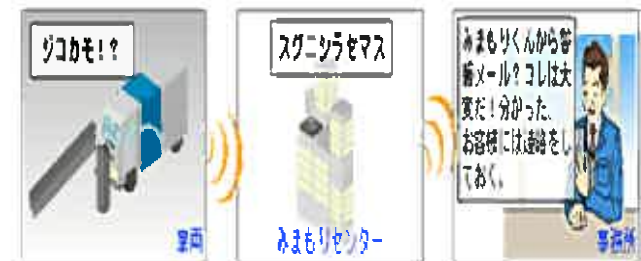 ジコかモ!?
車両
スグニシラセマス
みまもりセンター
みまもりくんから緊
報メール?コレは大
変だ!分かった、
お客様には連絡をし
ておく。
事務所